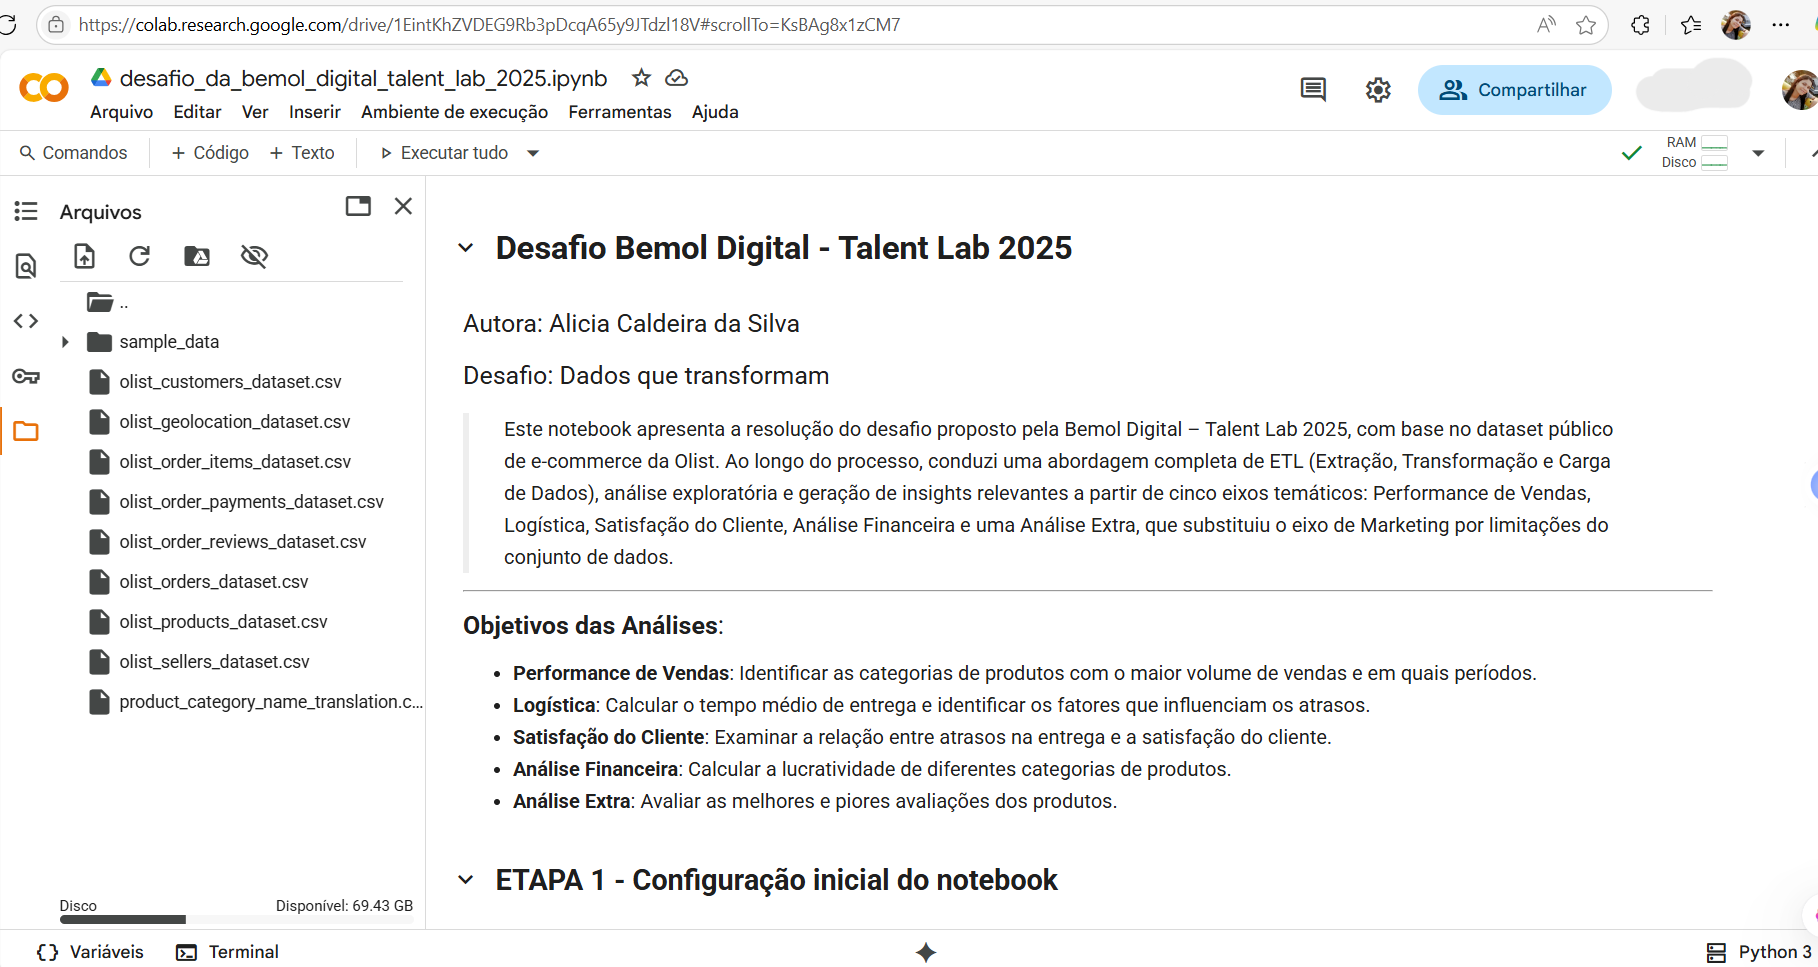 https://colab.research.google.com/drive/1EintKhZVDEG9Rb3pDcqA65y9JTdzl18V#scrollTo=KsBAg8x1zCM7
desafio_da_bemol_digital_talent_lab_2025.ipynb
Arquivo Editar Ver Inserir Ambiente de execução Ferramentas Ajuda
Compartilhar
Comandos + Código + Texto Executar tudo
RAM
Disco
Arquivos
..
sample_data
olist_customers_dataset.csv
olist_geolocation_dataset.csv
olist_order_items_dataset.csv
olist_order_payments_dataset.csv
olist_order_reviews_dataset.csv
olist_orders_dataset.csv
olist_products_dataset.csv
olist_sellers_dataset.csv
product_category_name_translation.c...
Disco Disponível: 69.43 GB
Desafio Bemol Digital - Talent Lab 2025
Autora: Alicia Caldeira da Silva
Desafio: Dados que transformam
Este notebook apresenta a resolução do desafio proposto pela Bemol Digital – Talent Lab 2025, com base no dataset público
de e-commerce da Olist. Ao longo do processo, conduzi uma abordagem completa de ETL (Extração, Transformação e Carga
de Dados), análise exploratória e geração de insights relevantes a partir de cinco eixos temáticos: Performance de Vendas,
Logística, Satisfação do Cliente, Análise Financeira e uma Análise Extra, que substituiu o eixo de Marketing por limitações do
conjunto de dados.
Objetivos das Análises:
• Performance de Vendas: Identificar as categorias de produtos com o maior volume de vendas e em quais períodos.
• Logística: Calcular o tempo médio de entrega e identificar os fatores que influenciam os atrasos.
• Satisfação do Cliente: Examinar a relação entre atrasos na entrega e a satisfação do cliente.
• Análise Financeira: Calcular a lucratividade de diferentes categorias de produtos.
• Análise Extra: Avaliar as melhores e piores avaliações dos produtos.
ETAPA 1 - Configuração inicial do notebook
Variáveis Terminal
Python 3